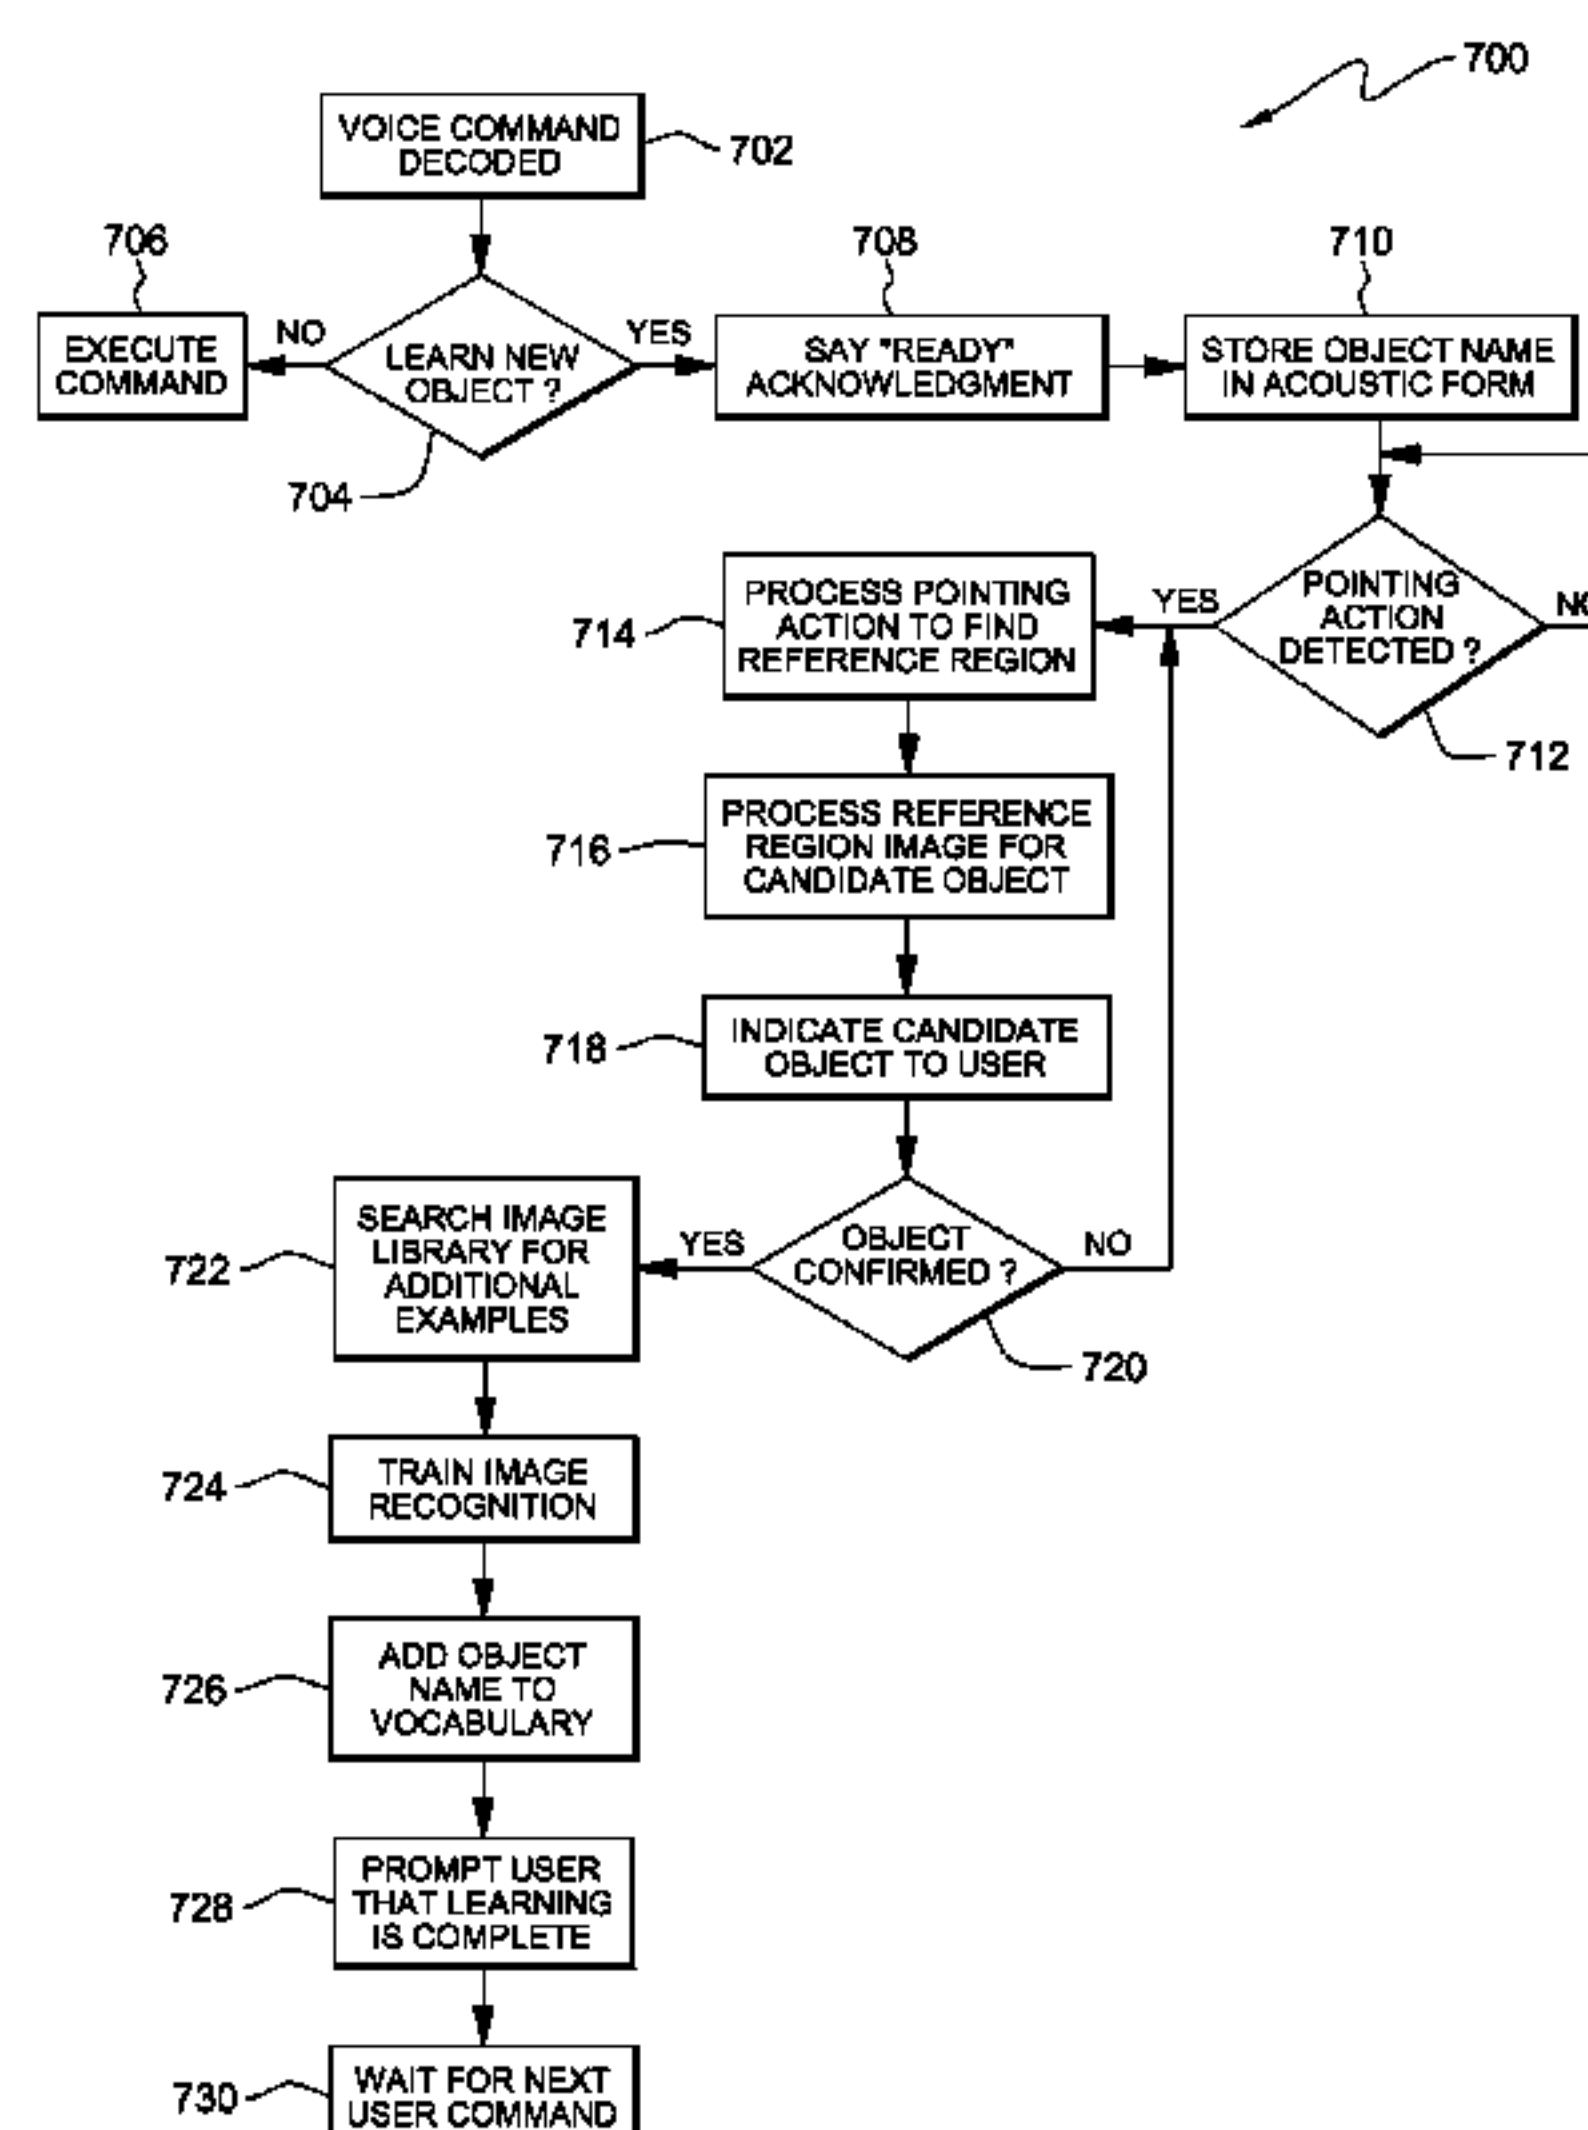 700
VOICE COMMAND
DECODED
702
706
708
710
EXECUTE
COMMAND
NO
LEARN NEW
OBJECT ?
YES
SAY "READY"
ACKNOWLEDGMENT
STORE OBJECT NAME
IN ACOUSTIC FORM
704
714
PROCESS POINTING
ACTION TO FIND
REFERENCE REGION
YES
POINTING
ACTION
DETECTED ?
NO
712
716
PROCESS REFERENCE
REGION IMAGE FOR
CANDIDATE OBJECT
718
INDICATE CANDIDATE
OBJECT TO USER
722
SEARCH IMAGE
LIBRARY FOR
ADDITIONAL
EXAMPLES
YES
OBJECT
CONFIRMED ?
NO
720
724
TRAIN IMAGE
RECOGNITION
726
ADD OBJECT
NAME TO
VOCABULARY
728
PROMPT USER
THAT LEARNING
IS COMPLETE
730
WAIT FOR NEXT
USER COMMAND